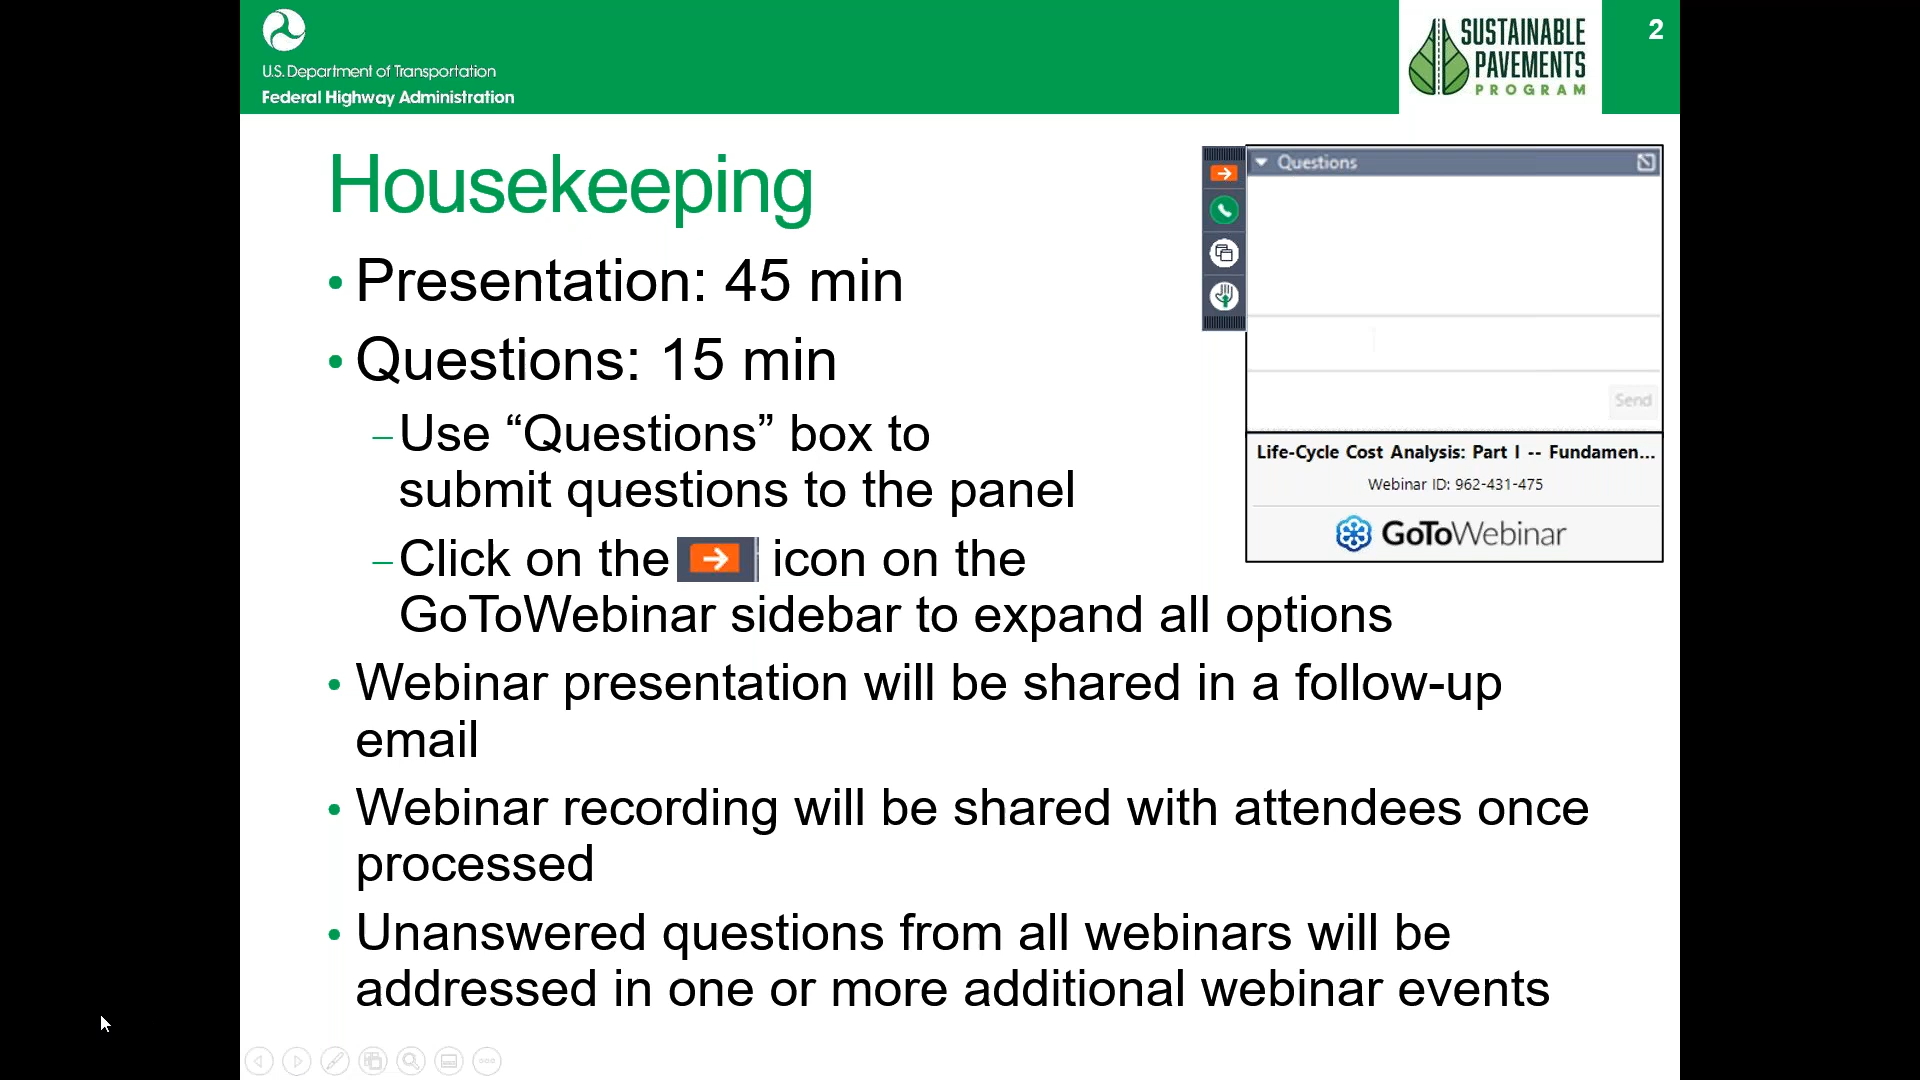 U.S. Department of Transportation
Federal Highway Administration
SUSTAINABLE
PAVEMENTS
PROGRAM
2
Housekeeping
• Presentation: 45 min
• Questions: 15 min
–Use “Questions” box to
submit questions to the panel
–Click on the icon on the
GoToWebinar sidebar to expand all options
• Webinar presentation will be shared in a follow-up
email
• Webinar recording will be shared with attendees once
processed
• Unanswered questions from all webinars will be
addressed in one or more additional webinar events
Questions
Send
Life-Cycle Cost Analysis: Part I -- Fundamen...
Webinar ID: 962-431-475
GoToWebinar